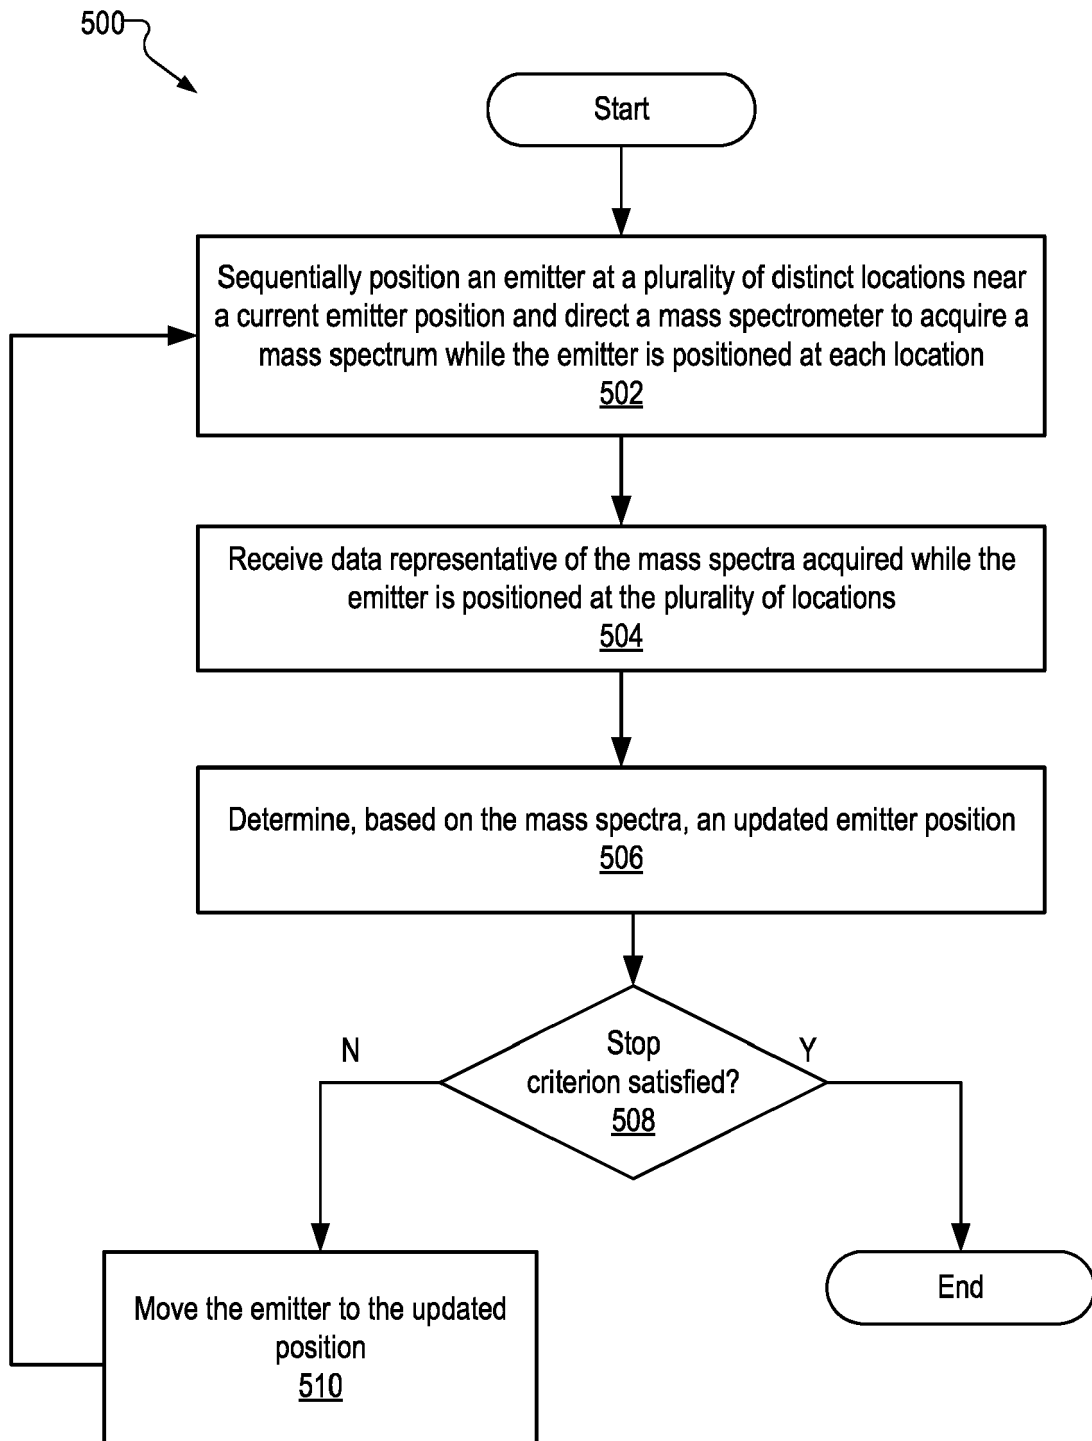 500
Start
Sequentially position an emitter at a plurality of distinct locations near
a current emitter position and direct a mass spectrometer to acquire a
mass spectrum while the emitter is positioned at each location
502
Receive data representative of the mass spectra acquired while the
emitter is positioned at the plurality of locations
504
Determine, based on the mass spectra, an updated emitter position
506
N
Stop
Y
criterion satisfied?
508
Move the emitter to the updated
position
510
End